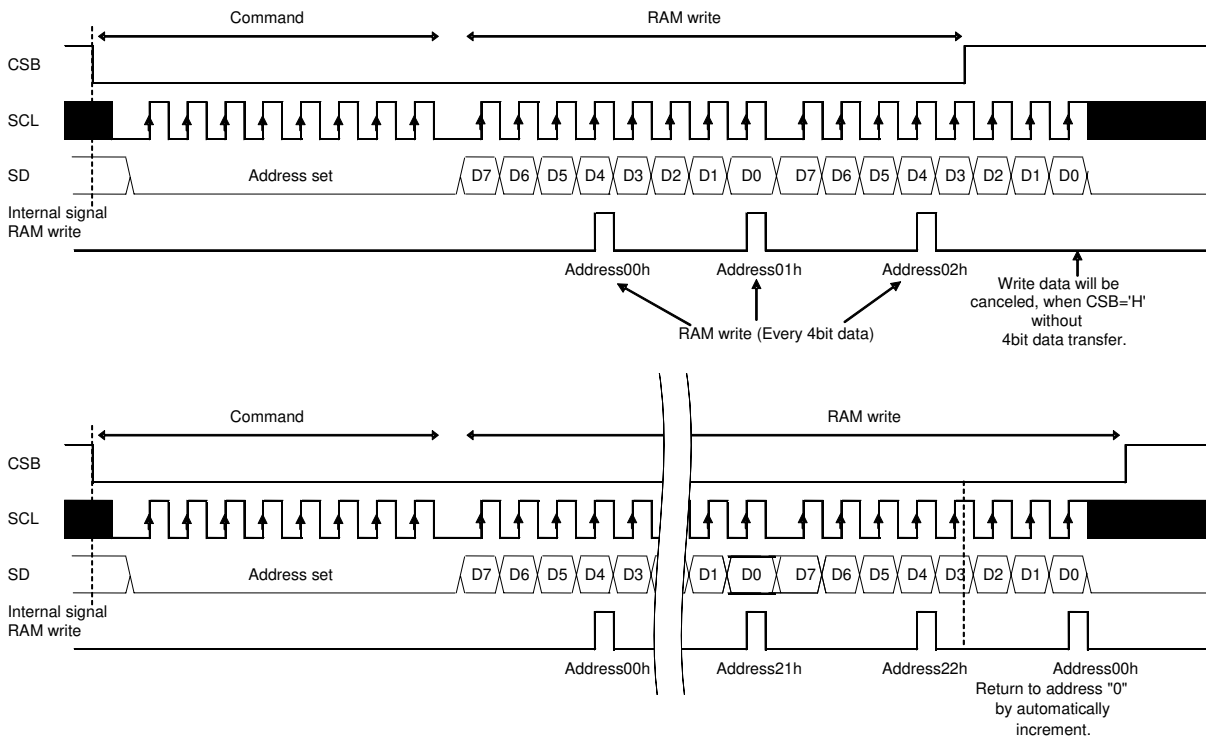 Command
RAM write
CSB
SCL
SD
Address set
D7 D6 D5 D4 D3 D2 D1 D0 D7 D6 D5 D4 D3 D2 D1 D0
Internal signal
RAM write
Address00h
Address01h
Address02h
RAM write (Every 4bit data)
Write data will be
canceled, when CSB='H'
without
4bit data transfer.
Command
RAM write
CSB
SCL
SD
Address set
D7 D6 D5 D4 D3 D1 D0 D7 D6 D5 D4 D3 D2 D1 D0
Internal signal
RAM write
Address00h
Address21h
Address22h
Address00h
Return to address "0"
by automatically
increment.